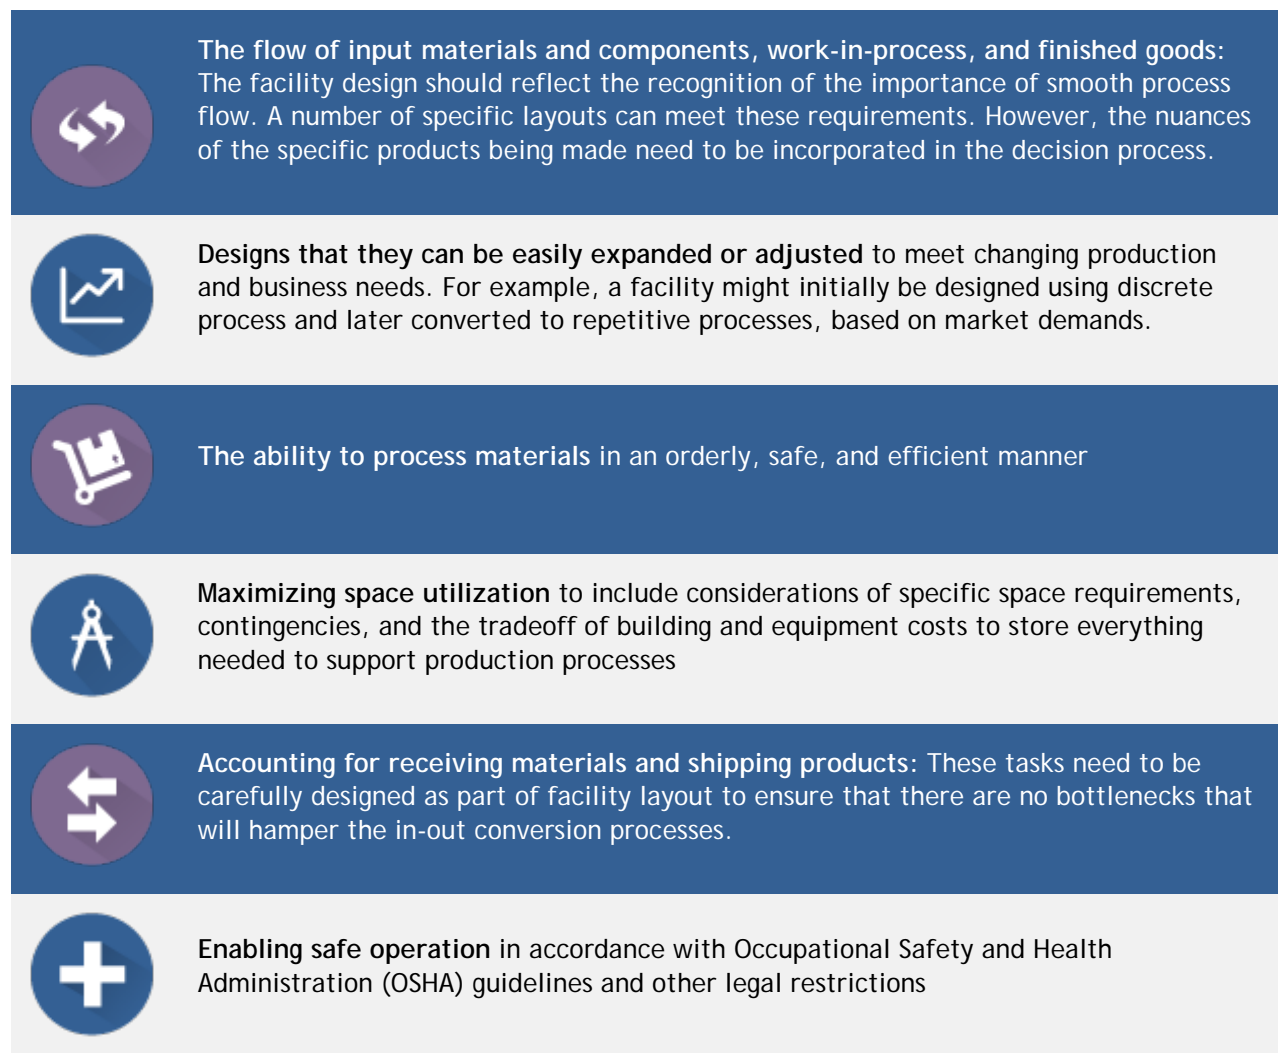 The flow of input materials and components, work-in-process, and finished goods:
The facility design should reflect the recognition of the importance of smooth process
flow. A number of specific layouts can meet these requirements. However, the nuances
of the specific products being made need to be incorporated in the decision process.
Designs that they can be easily expanded or adjusted to meet changing production
and business needs. For example, a facility might initially be designed using discrete
process and later converted to repetitive processes, based on market demands.
The ability to process materials in an orderly, safe, and efficient manner
Maximizing space utilization to include considerations of specific space requirements,
contingencies, and the tradeoff of building and equipment costs to store everything
needed to support production processes
Accounting for receiving materials and shipping products: These tasks need to be
carefully designed as part of facility layout to ensure that there are no bottlenecks that
will hamper the in-out conversion processes.
Enabling safe operation in accordance with Occupational Safety and Health
Administration (OSHA) guidelines and other legal restrictions